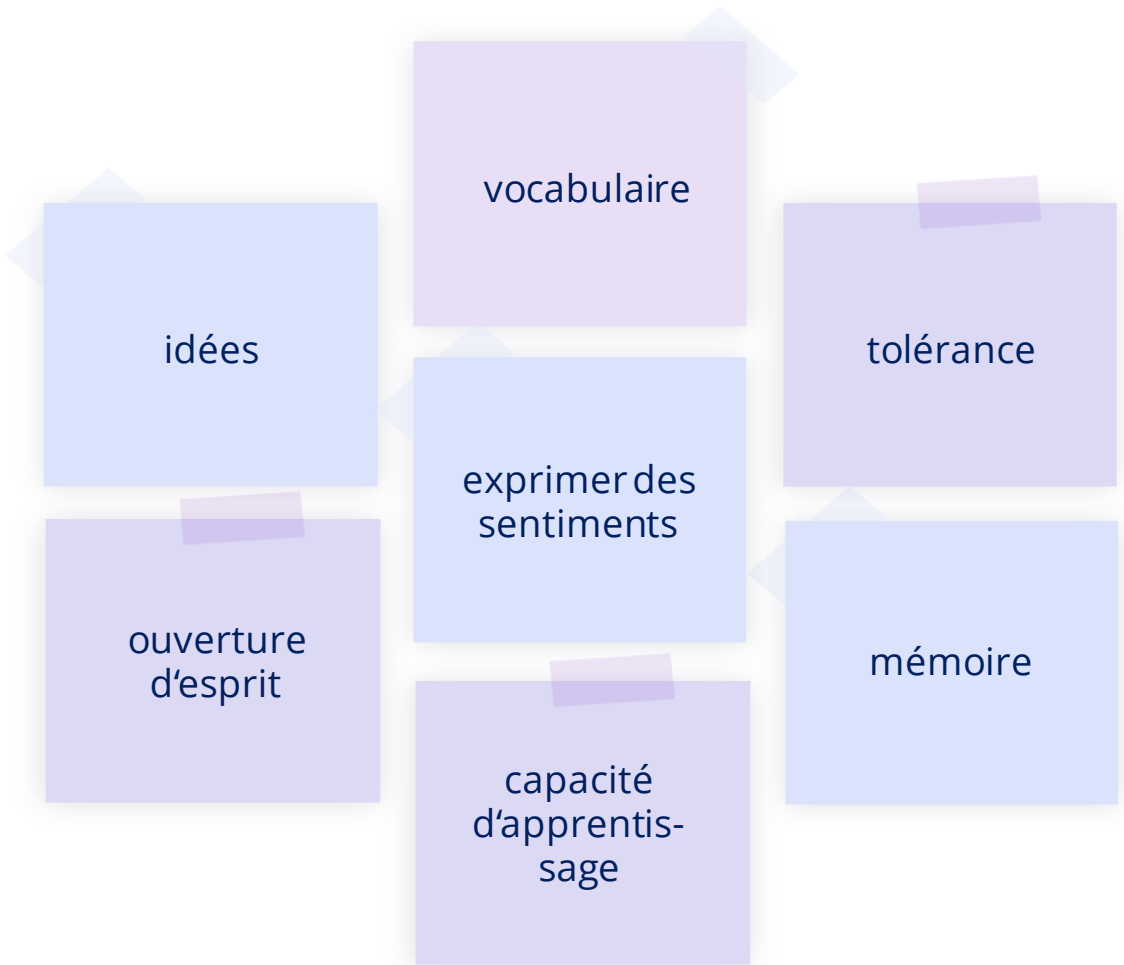 vocabulaire
idées
tolérance
exprimer des
sentiments
ouverture
d‘esprit
mémoire
capacité
d‘apprentis-
sage